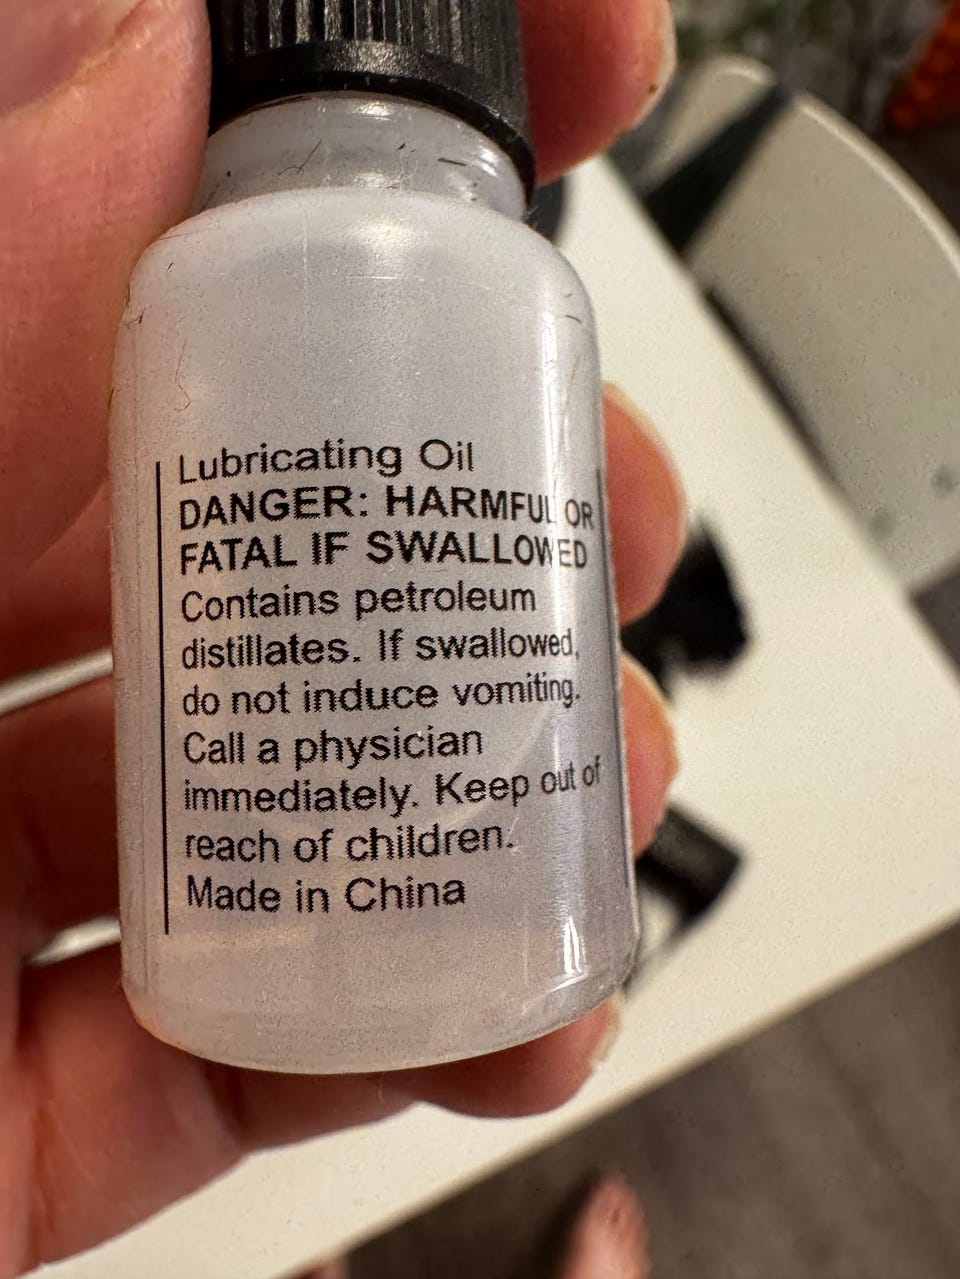 Lubricating Oil
DANGER: HARMFUL OR
FATAL IF SWALLOWED
Contains petroleum
distillates. If swallowed,
do not induce vomiting.
Call a physician
immediately. Keep out of
reach of children.
Made in China